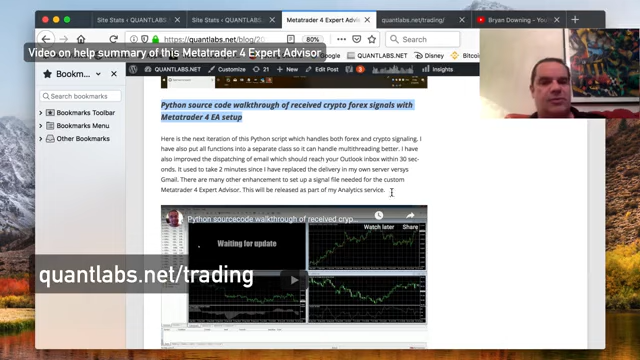 Site Stats ‹ QUANTLABS.
Site Stats ‹ QUANTLABS.
Metatrader 4 Expert Advis
quantlabs.net/trading/
Bryan Downing - You
https://quantlabs.net/blog/20
80%
Search
Video on help summary of this Metatrader 4 Expert Advisor
Google
Disney
Bitcoi
Bookm...
QUANTLABS.NET
Customize
21
New
Edit Post
3
Insights
Search bookmarks
Bookmarks Toolbar
Bookmarks Menu
Other Bookmarks
Python source code walkthrough of received crypto forex signals with
Metatrader 4 EA setup
Here is the next iteration of this Python script which handles both forex and crypto signaling. I
have also put all functions into a separate class so it can handle multithreading better. I have
also improved the dispatching of email which should reach your Outlook inbox within 30 sec-
onds. It used to take 2 minutes since I have replaced the delivery in my own server versus
Gmail. There are many other enhancement to set up a signal file needed for the custom
Metatrader 4 Expert Advisor. This will be released as part of my Analytics service.
Python sourcecode walkthrough of received cryp...
Watch later
Share
Waiting for update
quantlabs.net/trading